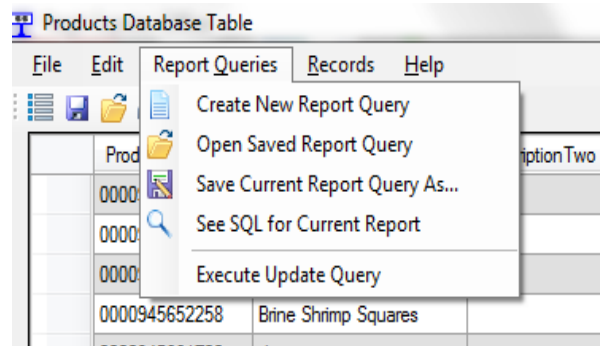 Products Database Table
File Edit Report Queries Records Help
Create New Report Query
Open Saved Report Query
Save Current Report Query As...
See SQL for Current Report
Execute Update Query
0000945652258 Brine Shrimp Squares